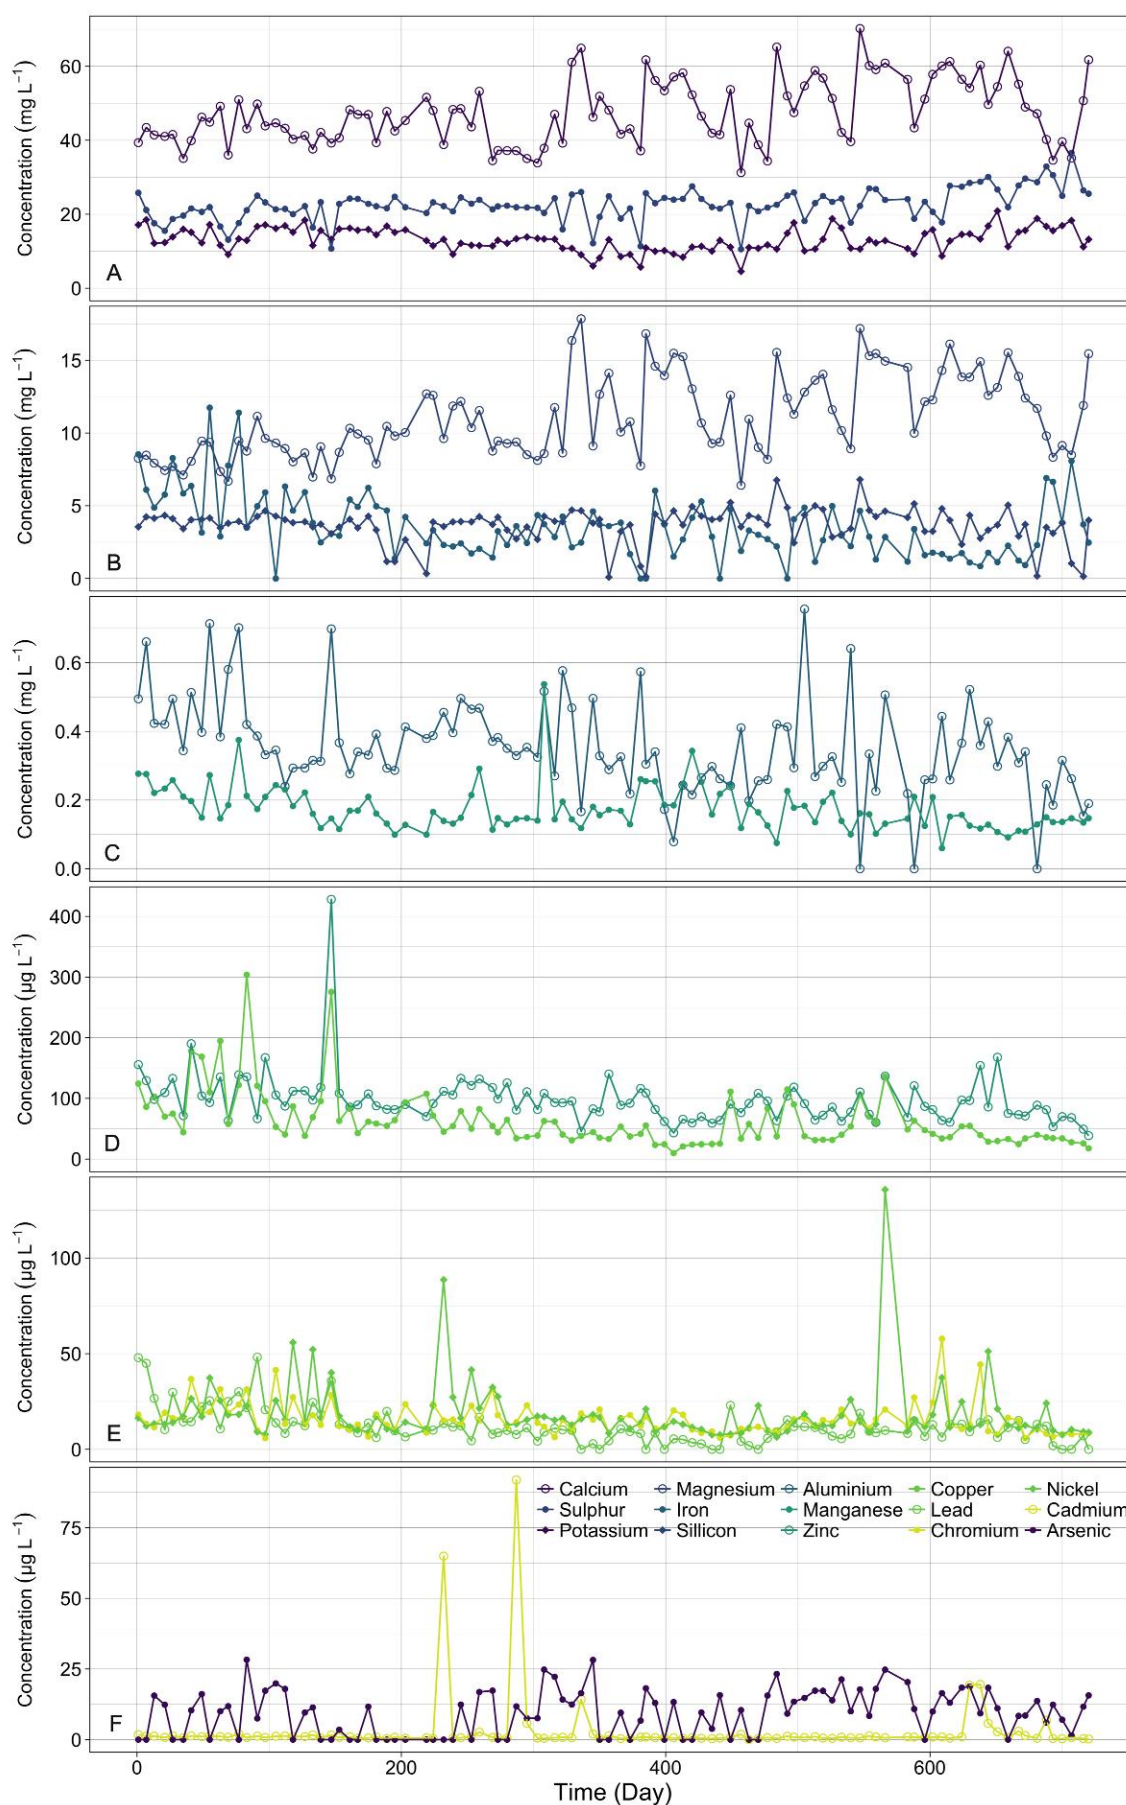 Concentration (mg L⁻¹)
60
40
20
0
A
Concentration (mg L⁻¹)
15
10
5
0
B
Concentration (mg L⁻¹)
0.6
0.4
0.2
0.0
C
Concentration (µg L⁻¹)
400
300
200
100
0
D
Concentration (µg L⁻¹)
100
50
0
E
Concentration (µg L⁻¹)
75
50
25
0
F
Calcium Magnesium Aluminium Copper Nickel
Sulphur Iron Manganese Lead Cadmium
Potassium Sillicon Zinc Chromium Arsenic
0 200 400 600
Time (Day)